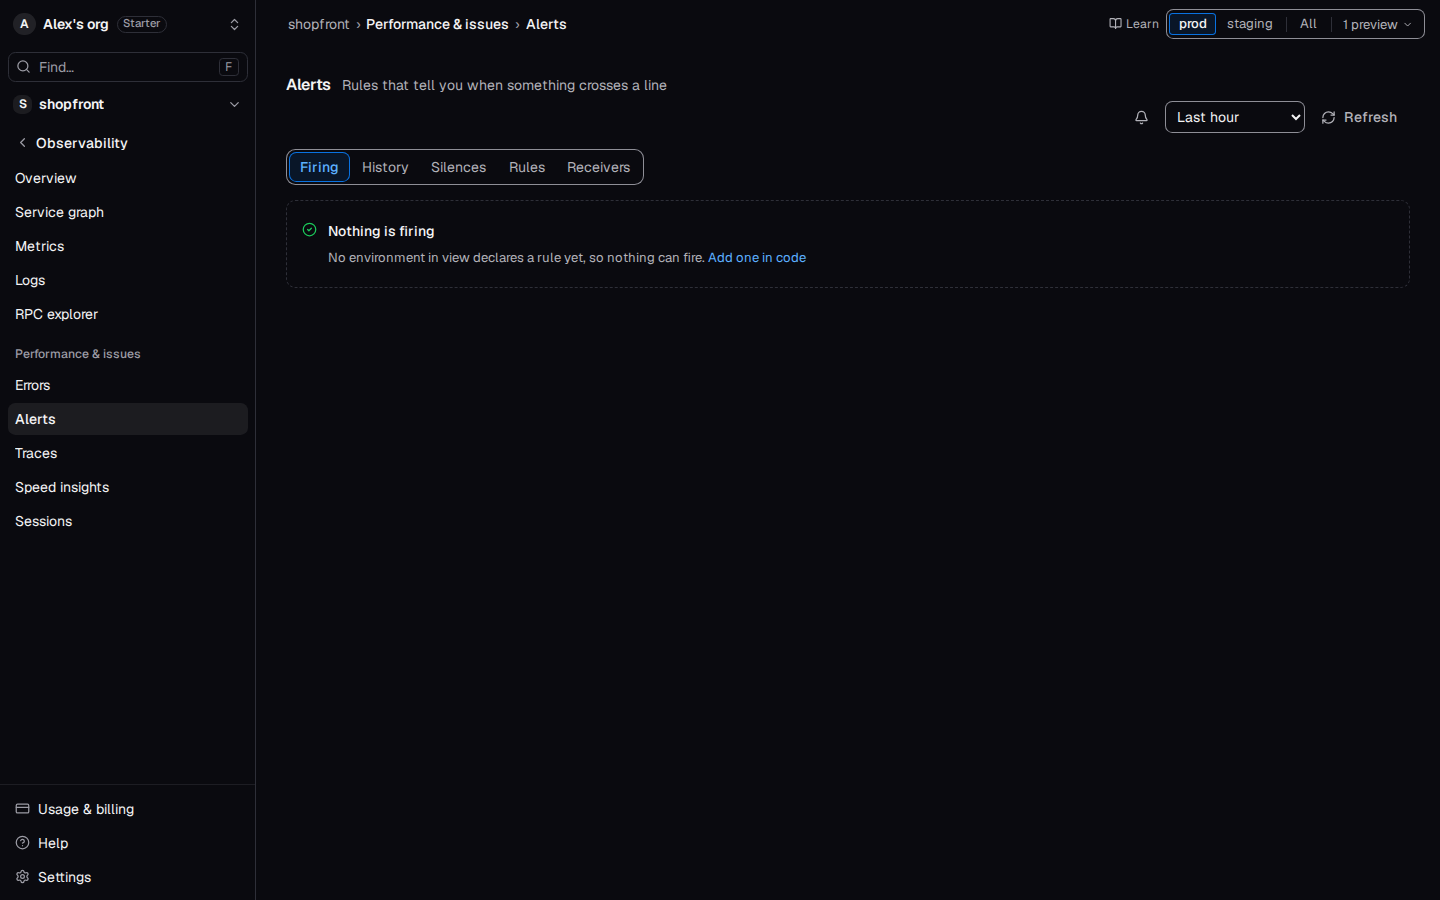 A Alex's org Starter
Find... F
S shopfront
Observability
Overview
Service graph
Metrics
Logs
RPC explorer
Performance & issues
Errors
Alerts
Traces
Speed insights
Sessions
Usage & billing
Help
Settings
shopfront › Performance & issues › Alerts
Learn prod staging All 1 preview
Alerts Rules that tell you when something crosses a line
Last hour Refresh
Firing History Silences Rules Receivers
Nothing is firing
No environment in view declares a rule yet, so nothing can fire. Add one in code